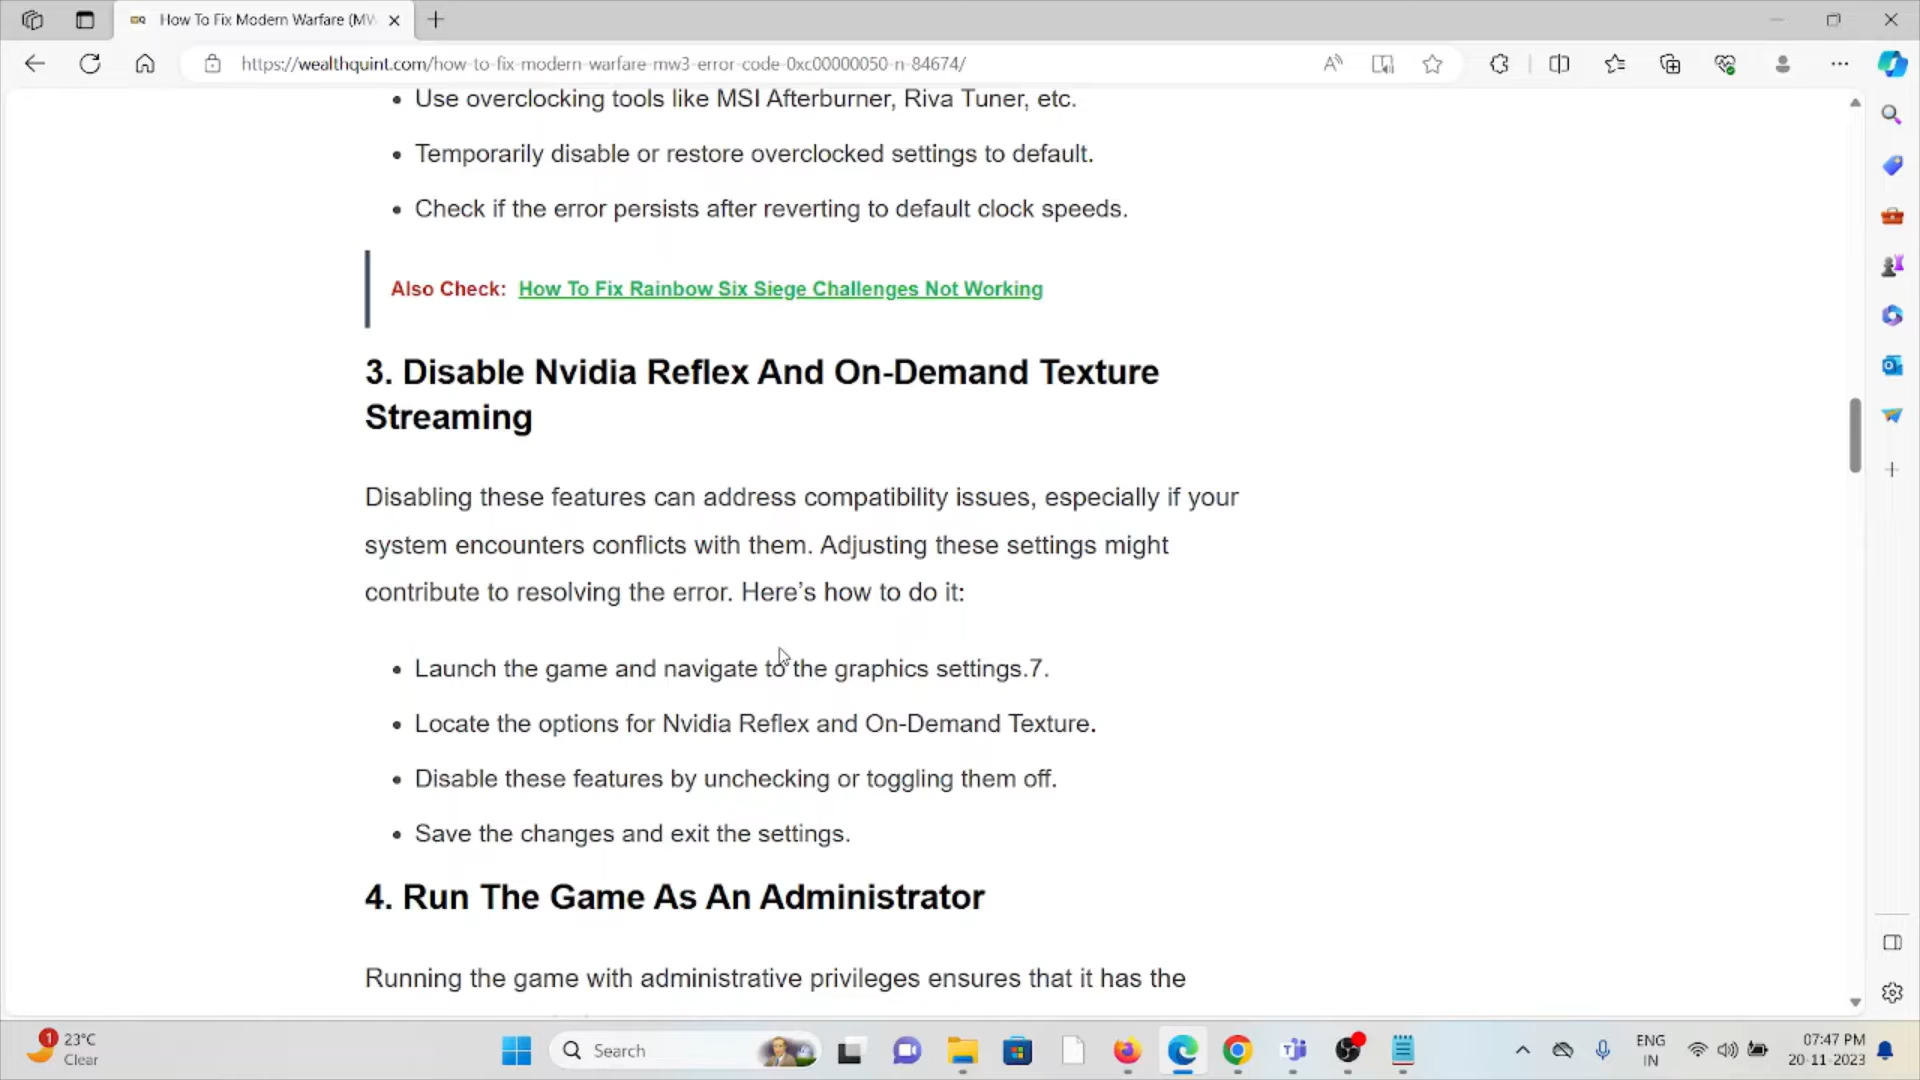 How To Fix Modern Warfare (MW
https://wealthquint.com/how-to-fix-modern-warfare-mw3-error-code-0xc00000050-n-84674/
Use overclocking tools like MSI Afterburner, Riva Tuner, etc.
Temporarily disable or restore overclocked settings to default.
Check if the error persists after reverting to default clock speeds.
Also Check: How To Fix Rainbow Six Siege Challenges Not Working
3. Disable Nvidia Reflex And On-Demand Texture
Streaming
Disabling these features can address compatibility issues, especially if your
system encounters conflicts with them. Adjusting these settings might
contribute to resolving the error. Here’s how to do it:
Launch the game and navigate to the graphics settings.7.
Locate the options for Nvidia Reflex and On-Demand Texture.
Disable these features by unchecking or toggling them off.
Save the changes and exit the settings.
4. Run The Game As An Administrator
Running the game with administrative privileges ensures that it has the
1
23°C
Clear
Search
ENG
IN
07:47 PM
20-11-2023